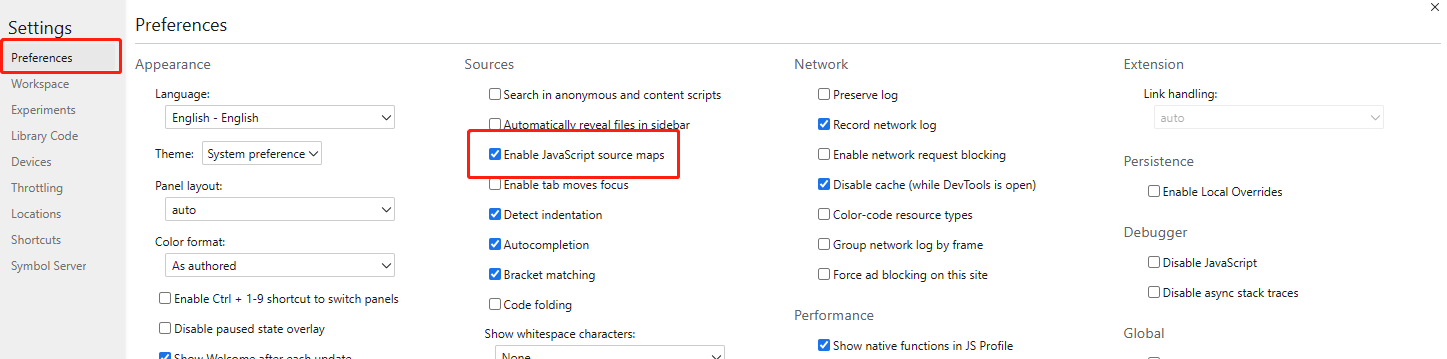 Settings
Preferences
Workspace
Experiments
Library Code
Devices
Throttling
Locations
Shortcuts
Symbol Server
Preferences
Appearance
Language:
English - English
Theme: System preference
Panel layout:
auto
Color format:
As authored
Enable Ctrl + 1-9 shortcut to switch panels
Disable paused state overlay
Show Welcome after each update
Sources
Search in anonymous and content scripts
Automatically reveal files in sidebar
Enable JavaScript source maps
Enable tab moves focus
Detect indentation
Autocompletion
Bracket matching
Code folding
Show whitespace characters:
None
Network
Preserve log
Record network log
Enable network request blocking
Disable cache (while DevTools is open)
Color-code resource types
Group network log by frame
Force ad blocking on this site
Performance
Show native functions in JS Profile
Extension
Link handling:
auto
Persistence
Enable Local Overrides
Debugger
Disable JavaScript
Disable async stack traces
Global